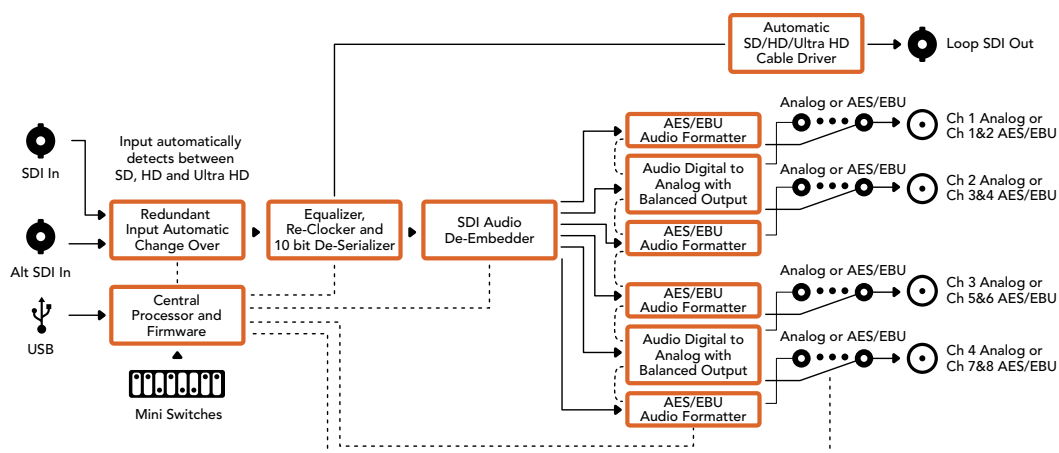 Automatic
SD/HD/Ultra HD
Cable Driver
Loop SDI Out
SDI In
Input automatically
detects between
SD, HD and Ultra HD
Alt SDI In
Redundant
Input Automatic
Change Over
Equalizer,
Re-Clocker and
10 bit De-Serializer
SDI Audio
De-Embedder
USB
Central
Processor and
Firmware
Mini Switches
AES/EBU
Audio Formatter
Audio Digital to
Analog with
Balanced Output
AES/EBU
Audio Formatter
AES/EBU
Audio Formatter
Audio Digital to
Analog with
Balanced Output
AES/EBU
Audio Formatter
Analog or AES/EBU
Ch 1 Analog or
Ch 1&2 AES/EBU
Analog or AES/EBU
Ch 2 Analog or
Ch 3&4 AES/EBU
Analog or AES/EBU
Ch 3 Analog or
Ch 5&6 AES/EBU
Analog or AES/EBU
Ch 4 Analog or
Ch 7&8 AES/EBU